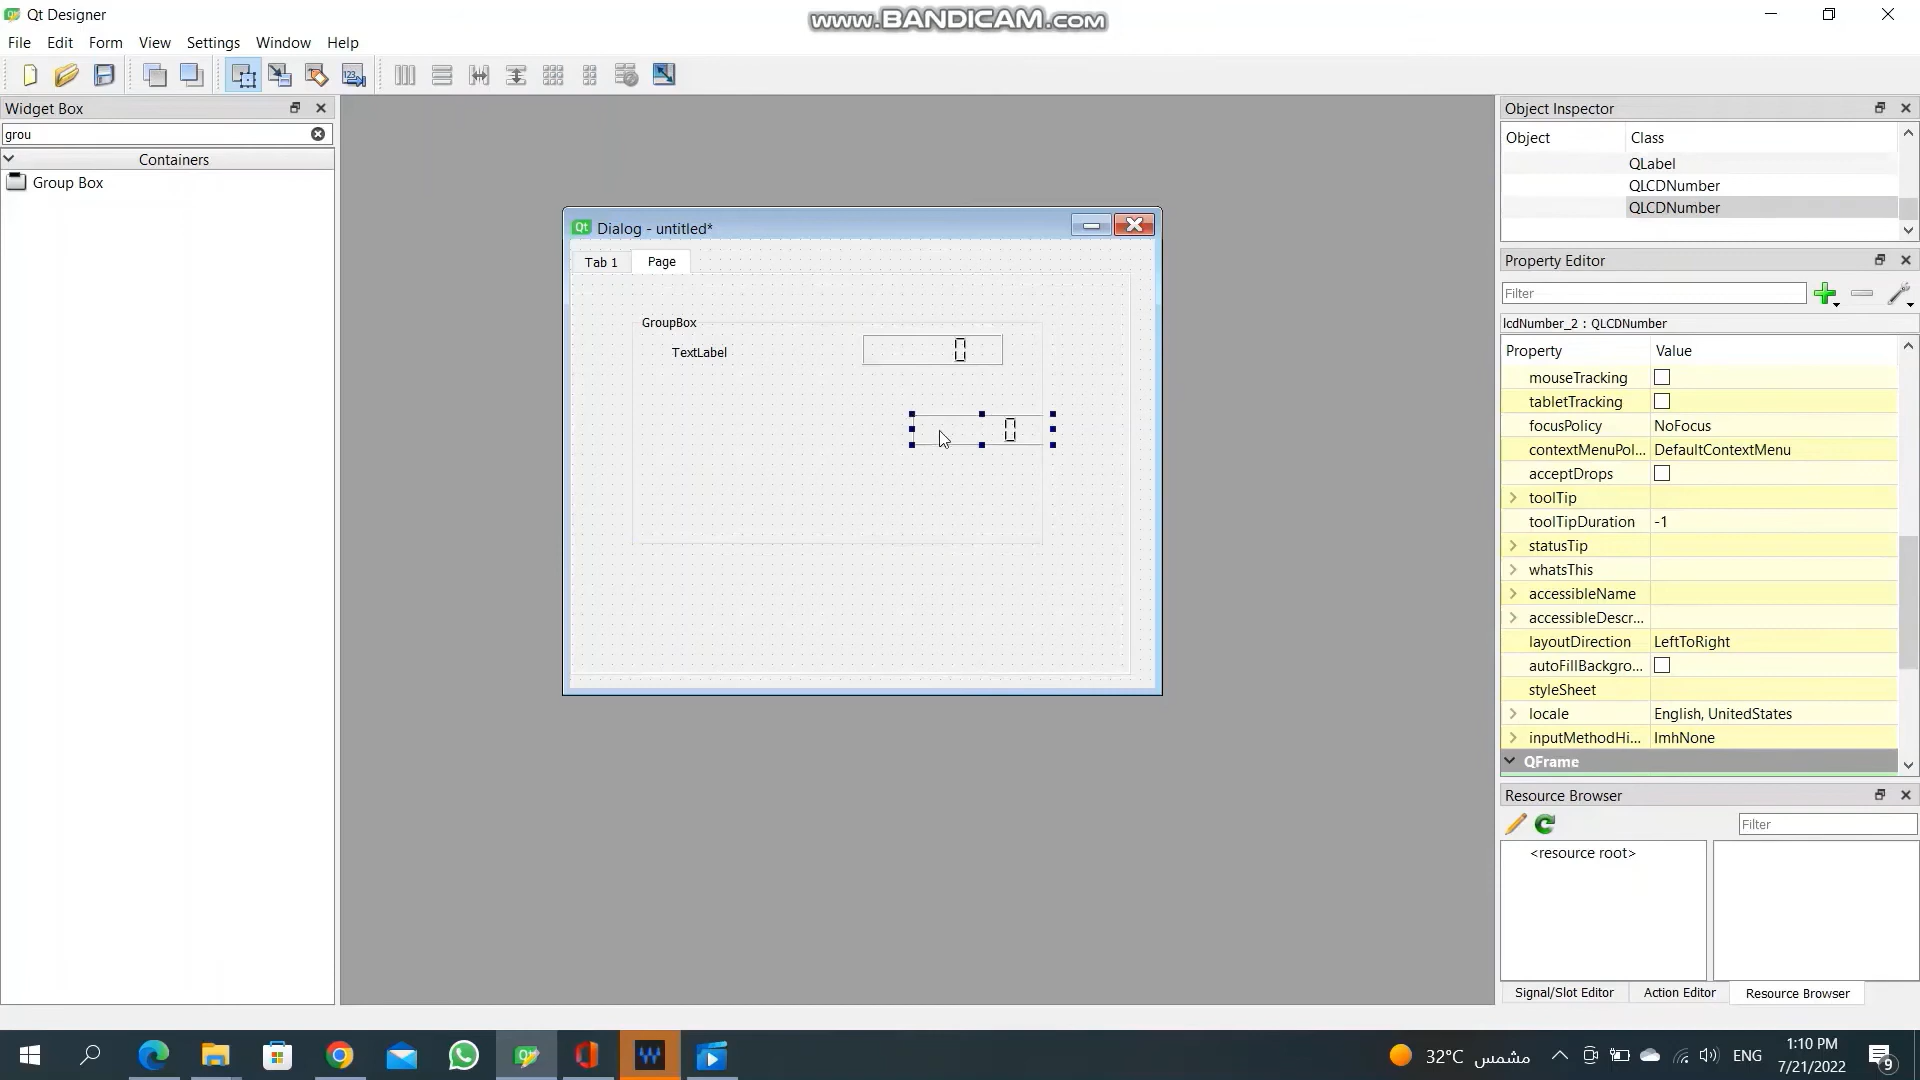 Qt Designer
www.BANDICAM.com
File Edit Form View Settings Window Help
Widget Box
grou
Containers
Group Box
Qt Dialog - untitled*
Tab 1 Page
GroupBox
TextLabel
0
0
Object Inspector
Object Class
QLabel
QLCDNumber
QLCDNumber
Property Editor
Filter
lcdNumber_2 : QLCDNumber
Property Value
mouseTracking
tabletTracking
focusPolicy NoFocus
contextMenuPol... DefaultContextMenu
acceptDrops
toolTip
toolTipDuration -1
statusTip
whatsThis
accessibleName
accessibleDescr...
layoutDirection LeftToRight
autoFillBackgro...
styleSheet
locale English, UnitedStates
inputMethodHi... ImhNone
QFrame
Resource Browser
Filter
<resource root>
Signal/Slot Editor Action Editor Resource Browser
32°C مشمس
ENG
1:10 PM
7/21/2022
9